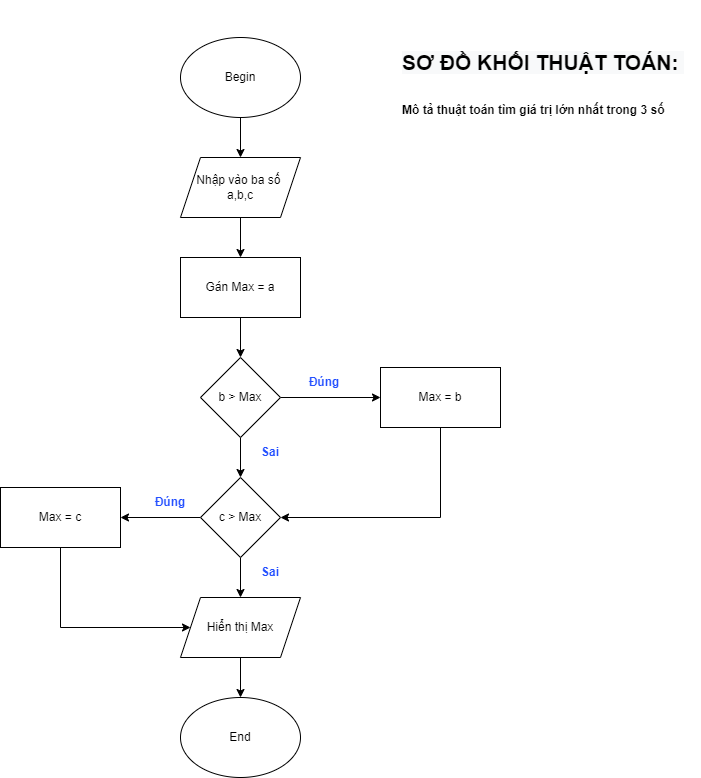 SƠ ĐỒ KHỐI THUẬT TOÁN:
Mô tả thuật toán tìm giá trị lớn nhất trong 3 số
Begin
Nhập vào ba số
a,b,c
Gán Max = a
b > Max
Đúng
Max = b
Sai
c > Max
Đúng
Max = c
Sai
Hiển thị Max
End